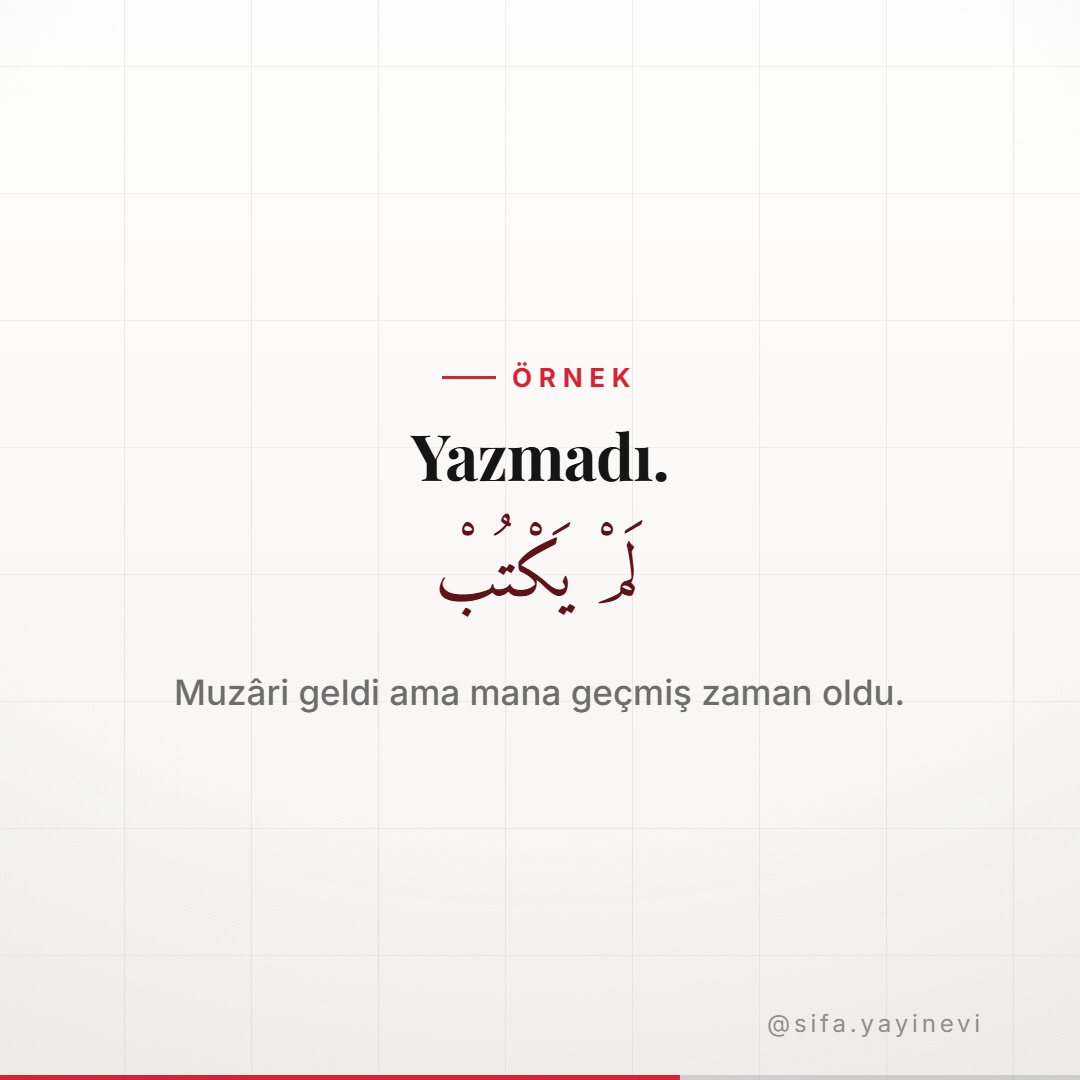 ÖRNEK
Yazmadı.
لَمْ يَكْتُبْ
Muzâri geldi ama mana geçmiş zaman oldu.
@sifa.yayinevi